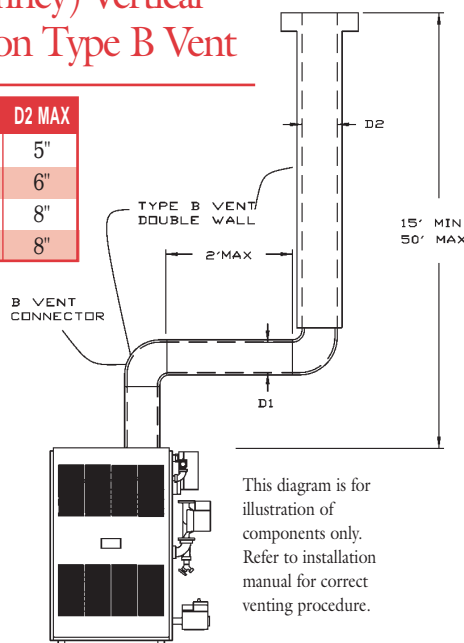 Vertical
on Type B Vent
D2 MAX
5"
6"
8"
8"
D2
TYPE B VENT
DOUBLE WALL
15' MIN
50' MAX
2'MAX
B VENT
CONNECTOR
D1
This diagram is for
illustration of
components only.
Refer to installation
manual for correct
venting procedure.